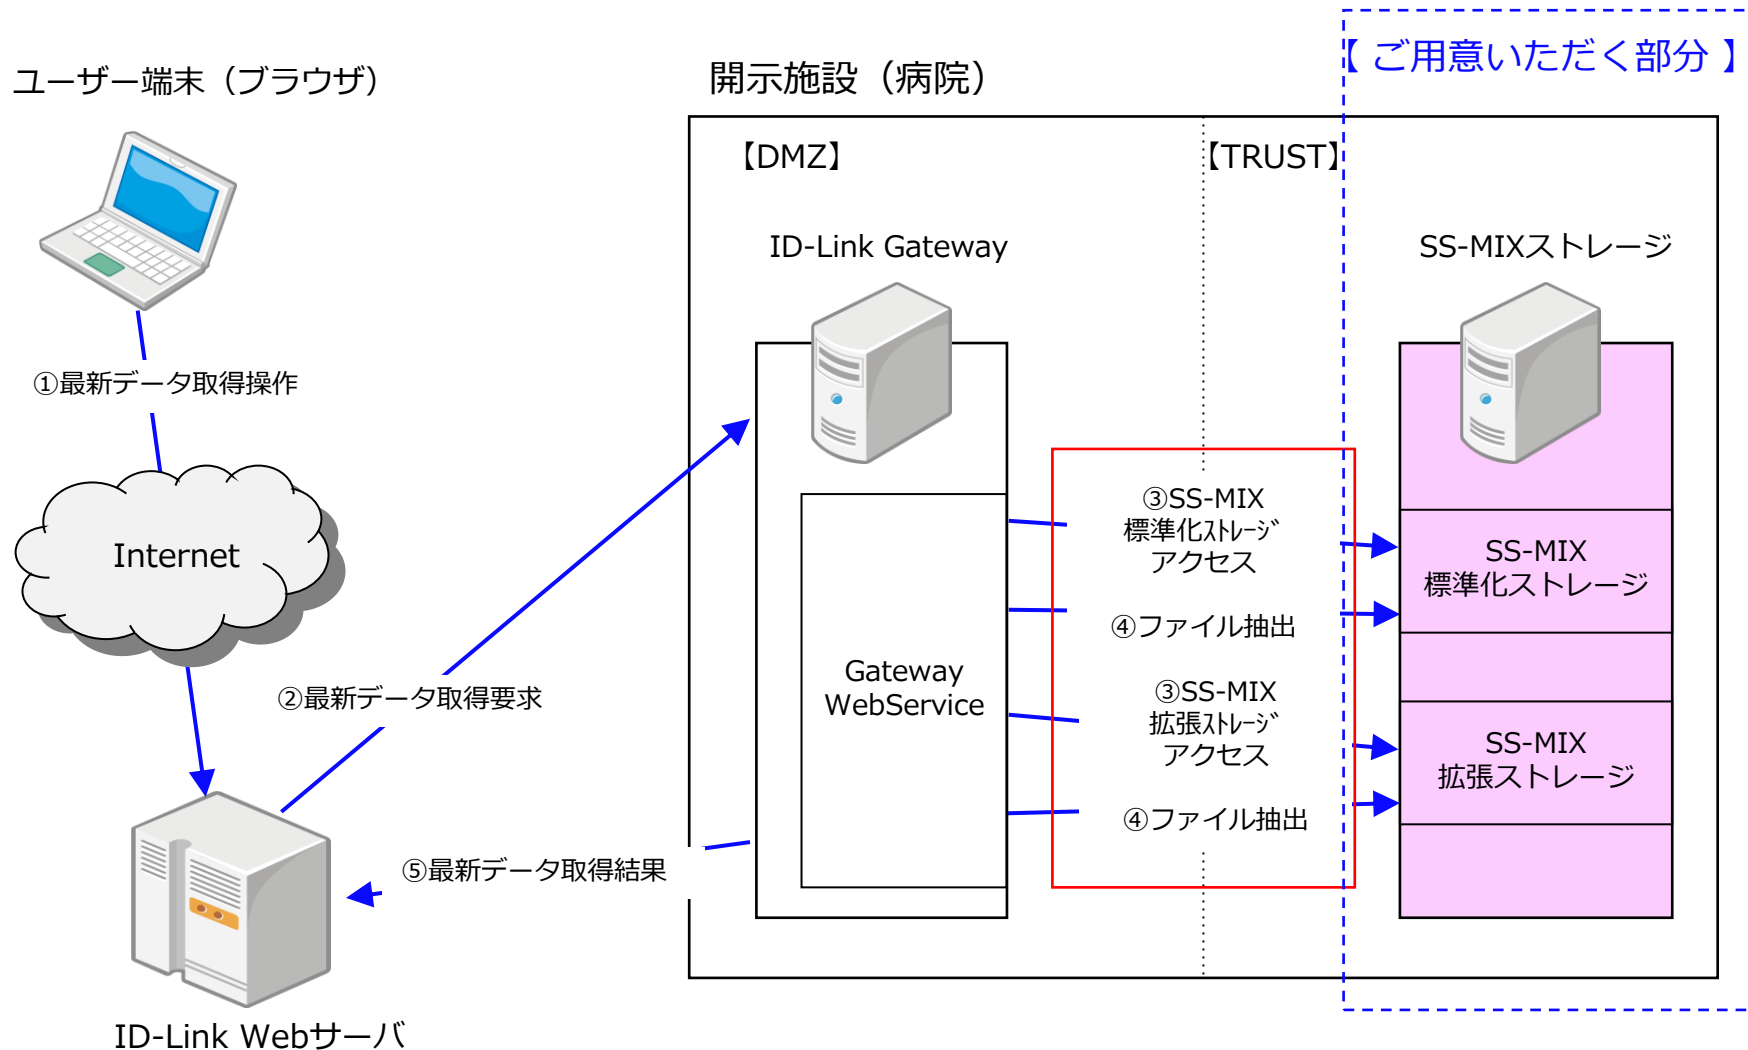 【 ご用意いただく部分 】
ユーザー端末（ブラウザ）
開示施設（病院）
【DMZ】
【TRUST】
ID-Link Gateway
SS-MIXストレージ
①最新データ取得操作
Internet
②最新データ取得要求
Gateway
WebService
③SS-MIX
標準化ｽﾄﾚｰｼﾞ
アクセス
④ファイル抽出
③SS-MIX
拡張ｽﾄﾚｰｼﾞ
アクセス
④ファイル抽出
SS-MIX
標準化ストレージ
SS-MIX
拡張ストレージ
⑤最新データ取得結果
ID-Link Webサーバ